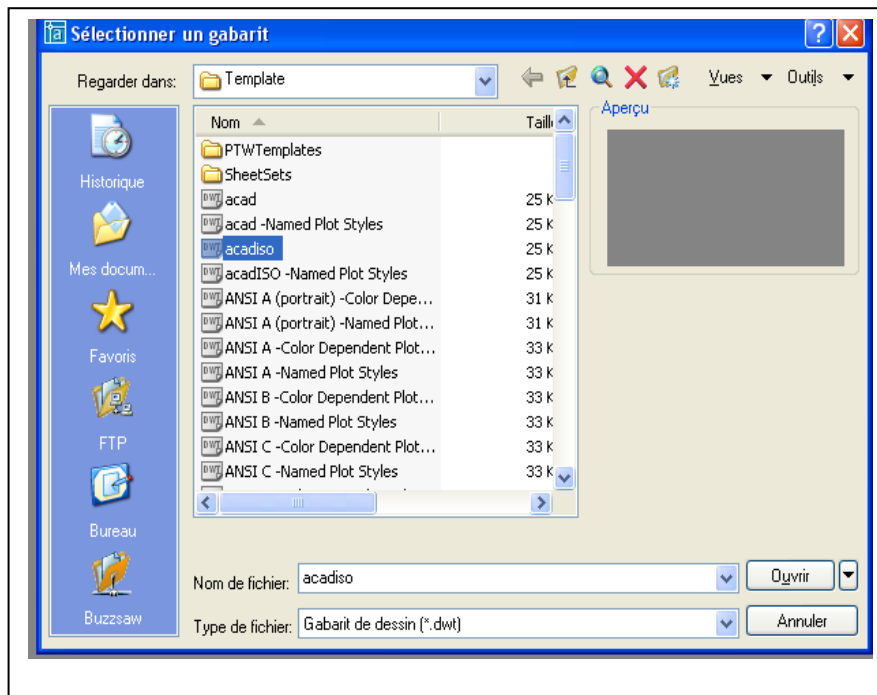 Sélectionner un gabarit
Regarder dans: Template Vues Outils
Historique
Mes docum...
Favoris
FTP
Bureau
Buzzsaw
Nom Taill
PTWTemplates
SheetSets
acad 25 K
acad -Named Plot Styles 25 K
acadiso 25 K
acadISO -Named Plot Styles 25 K
ANSI A (portrait) -Color Depe... 31 K
ANSI A (portrait) -Named Plot... 31 K
ANSI A -Color Dependent Plot... 33 K
ANSI A -Named Plot Styles 33 K
ANSI B -Color Dependent Plot... 33 K
ANSI B -Named Plot Styles 33 K
ANSI C -Color Dependent Plot... 33 K
ANSI C -Named Plot Styles 33 K
Aperçu
Nom de fichier: acadiso Ouvrir
Type de fichier: Gabarit de dessin (*.dwt) Annuler